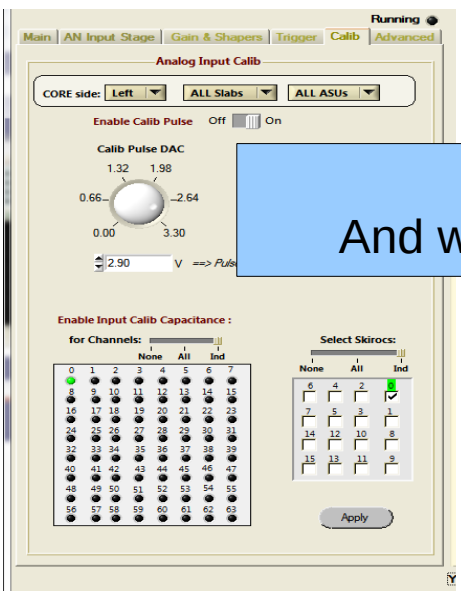 Running
Main AN Input Stage Gain & Shapers Trigger Calib Advanced
Analog Input Calib
CORE side: Left ALL Slabs ALL ASUs
Enable Calib Pulse Off On
Calib Pulse DAC
1.32 1.98
0.66 2.64
0.00 3.30
And w
2.90 V ==> Puls
Enable Input Calib Capacitance :
for Channels: Select Skirocs:
None All Ind None All Ind
0 1 2 3 4 5 6 7
8 9 10 11 12 13 14 15
16 17 18 19 20 21 22 23
24 25 26 27 28 29 30 31
32 33 34 35 36 37 38 39
40 41 42 43 44 45 46 47
48 49 50 51 52 53 54 55
56 57 58 59 60 61 62 63
6 4 2 0
7 5 3 1
14 12 10 8
15 13 11 9
Apply
Y